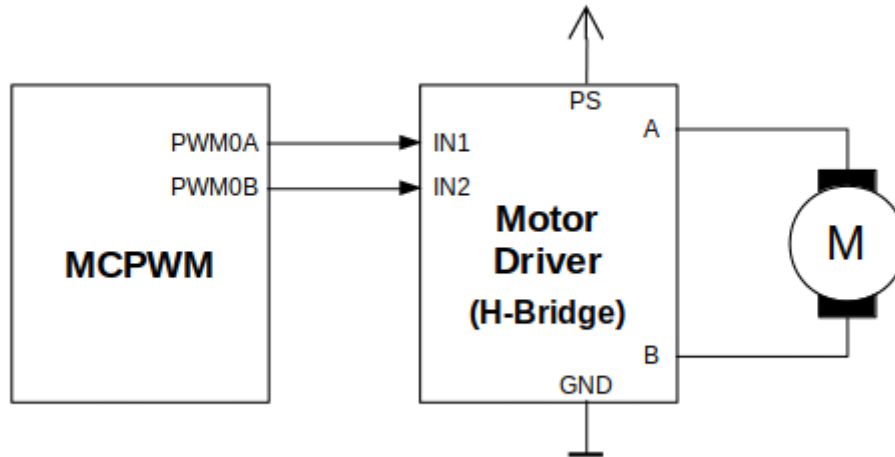 MCPWM
PWM0A
PWM0B
IN1
IN2
PS
A
Motor
Driver
(H-Bridge)
B
GND
M